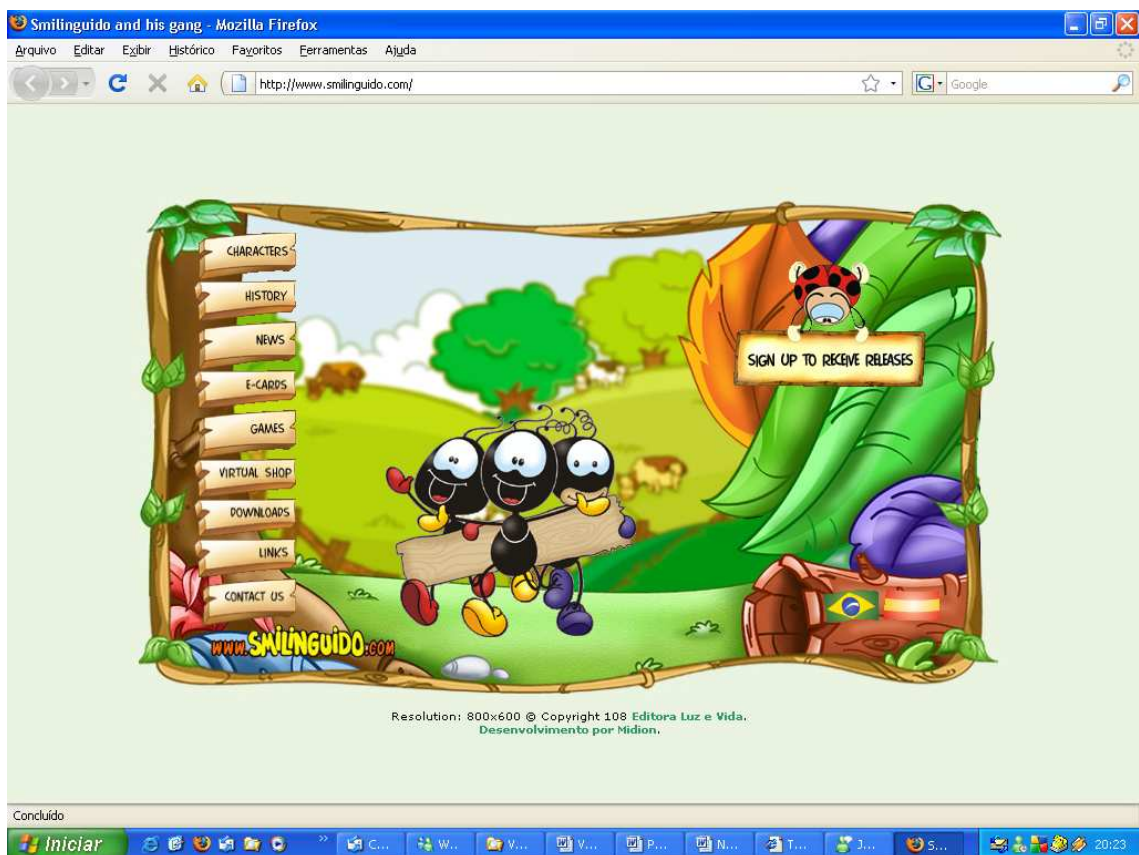 Smilinguido and his gang - Mozilla Firefox
Arquivo Editar Exibir Histórico Favoritos Ferramentas Ajuda
http://www.smilinguido.com/
Google
CHARACTERS
HISTORY
NEWS
E-CARDS
GAMES
VIRTUAL SHOP
DOWNLOADS
LINKS
CONTACT US
SIGN UP TO RECEIVE RELEASES
www.SMILINGUIDO.com
Resolution: 800x600 © Copyright 108 Editora Luz e Vida.
Desenvolvimento por Midion.
Concluído
Iniciar C... W... V... V... P... N... T... J... S... 20:23